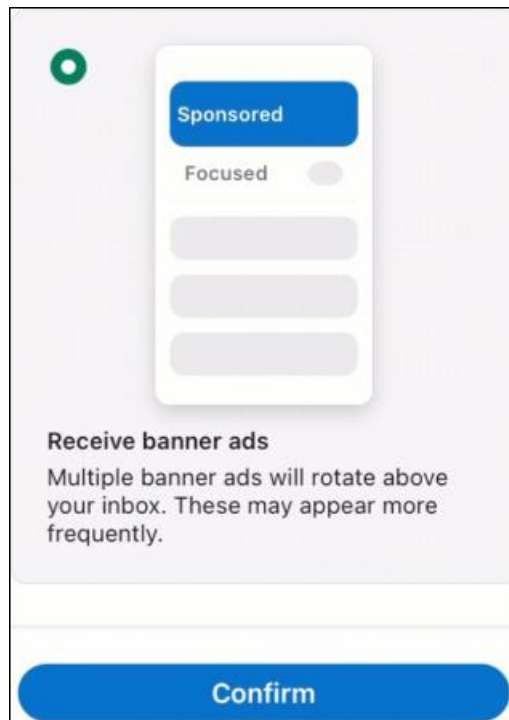 Sponsored
Focused
Receive banner ads
Multiple banner ads will rotate above
your inbox. These may appear more
frequently.
Confirm